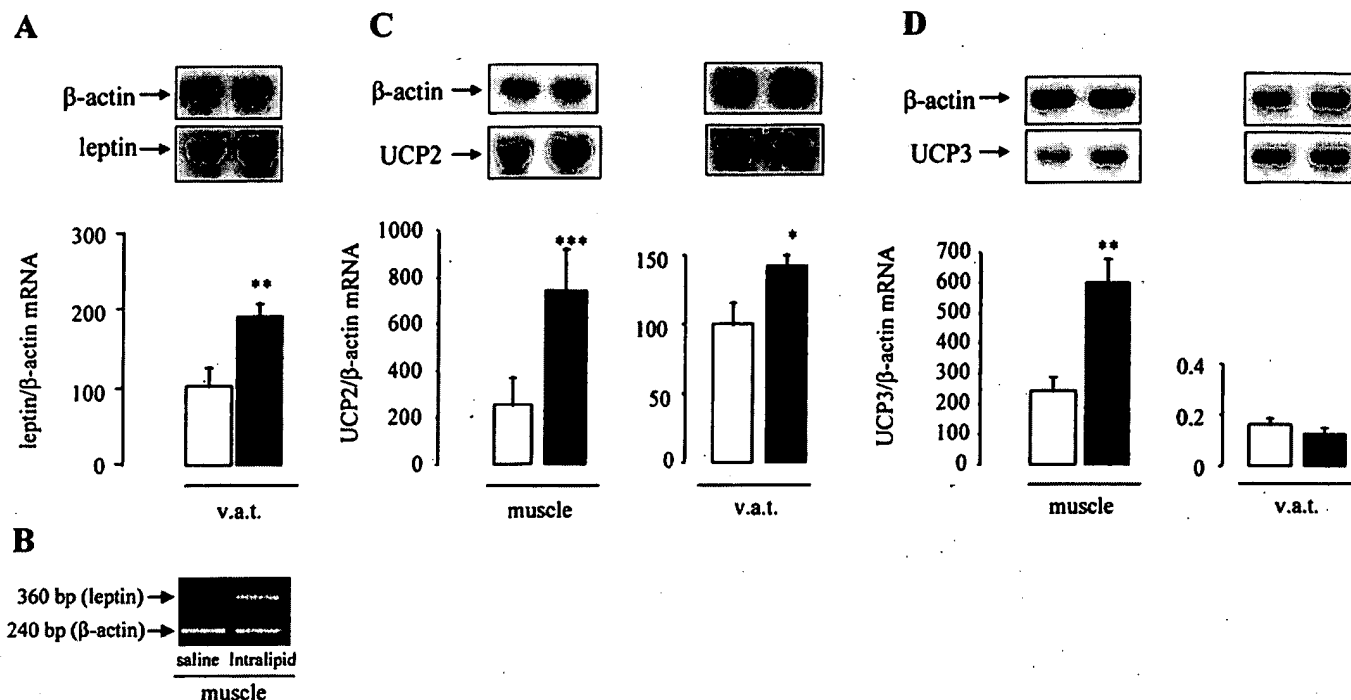 A
β-actin
leptin
leptin/β-actin mRNA
300
200
100
0
**
v.a.t.
B
360 bp (leptin)
240 bp (β-actin)
saline Intralipid
muscle
C
β-actin
UCP2
UCP2/β-actin mRNA
1000
800
600
400
200
0
***
muscle
150
100
50
0
*
v.a.t.
D
β-actin
UCP3
UCP3/β-actin mRNA
700
600
500
400
300
200
100
0
**
muscle
0.4
0.2
0
v.a.t.